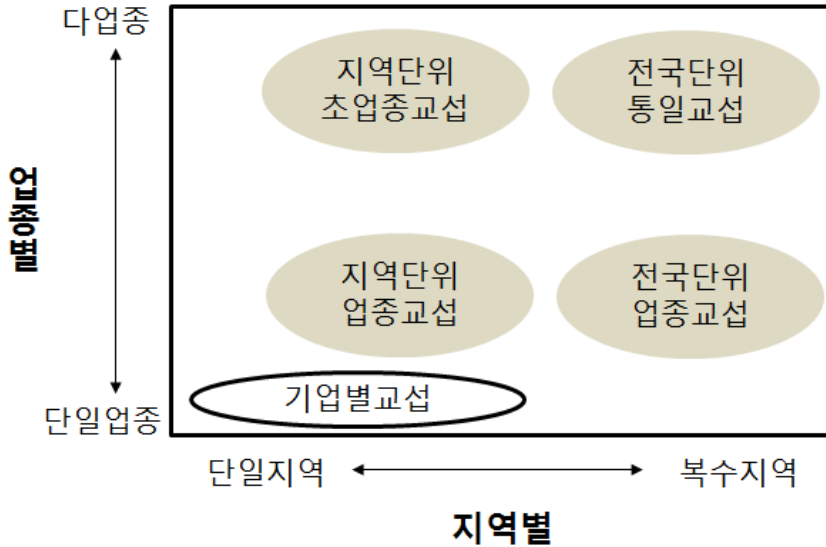 다업종
지역단위
초업종교섭
전국단위
통일교섭
업종별
지역단위
업종교섭
전국단위
업종교섭
기업별교섭
단일업종
단일지역
복수지역
지역별